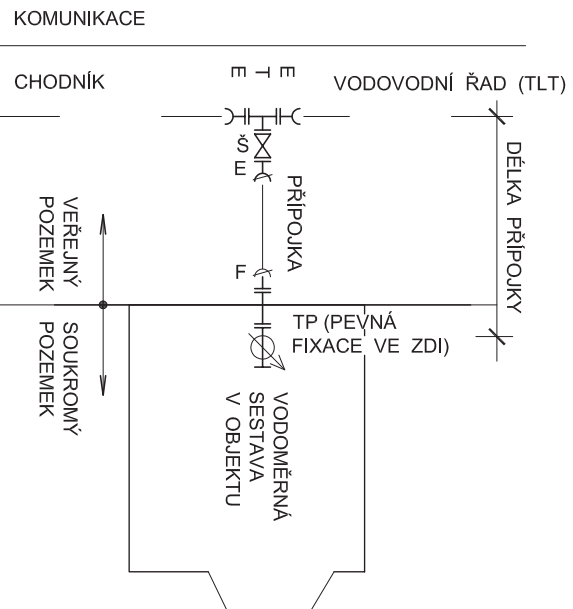 KOMUNIKACE
CHODNÍK
E T E
VODOVODNÍ ŘAD (TLT)
Š
E
PŘÍPOJKA
DÉLKA PŘÍPOJKY
VEŘEJNÝ
POZEMEK
F
SOUKROMÝ
POZEMEK
TP (PEVNÁ
FIXACE VE ZDI)
VODOMĚRNÁ
SESTAVA
V OBJEKTU